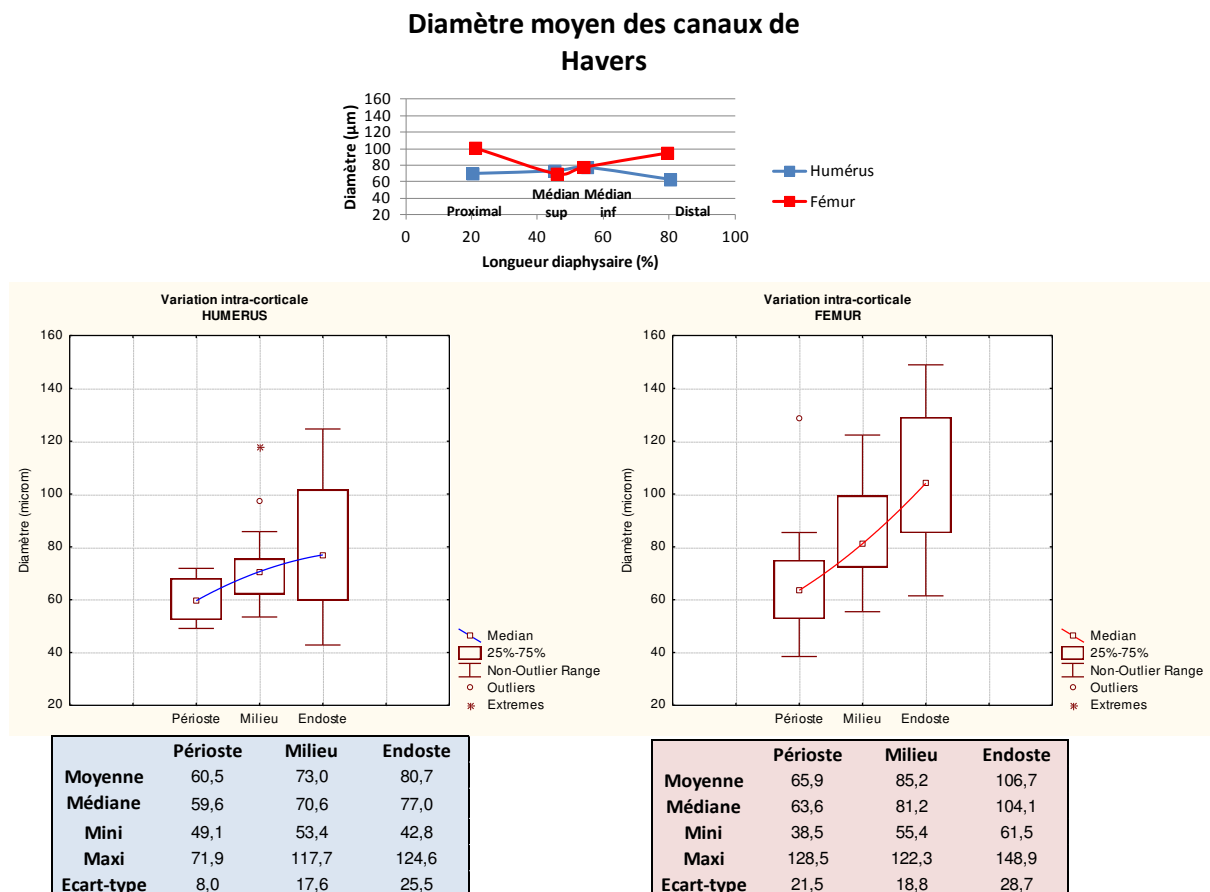 Diamètre moyen des canaux de
Havers
160
140
120
100
80
60
40
20
Diamètre (µm)
Proximal
Médian Médian
sup inf
Distal
0 20 40 60 80 100
Longueur diaphysaire (%)
Humérus
Fémur
Variation intra-corticale
HUMERUS
160
140
120
100
80
60
40
20
Diamètre (microm)
Périoste Milieu Endoste
Median
25%-75%
Non-Outlier Range
Outliers
Extremes
Variation intra-corticale
FEMUR
160
140
120
100
80
60
40
20
Diamètre (microm)
Périoste Milieu Endoste
Median
25%-75%
Non-Outlier Range
Outliers
Extremes
Périoste Milieu Endoste
Moyenne 60,5 73,0 80,7
Médiane 59,6 70,6 77,0
Mini 49,1 53,4 42,8
Maxi 71,9 117,7 124,6
Ecart-type 8,0 17,6 25,5
Périoste Milieu Endoste
Moyenne 65,9 85,2 106,7
Médiane 63,6 81,2 104,1
Mini 38,5 55,4 61,5
Maxi 128,5 122,3 148,9
Ecart-type 21,5 18,8 28,7